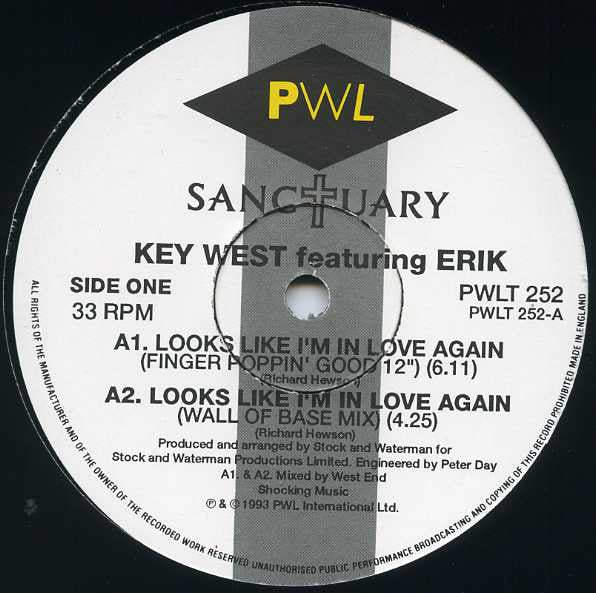 PWL
SANCTUARY
KEY WEST featuring ERIK
SIDE ONE
33 RPM
PWLT 252
PWLT 252-A
A1. LOOKS LIKE I'M IN LOVE AGAIN
(FINGER POPPIN' GOOD 12") (6.11)
(Richard Hewson)
A2. LOOKS LIKE I'M IN LOVE AGAIN
(WALL OF BASE MIX) (4.25)
(Richard Hewson)
Produced and arranged by Stock and Waterman for
Stock and Waterman Productions Limited. Engineered by Peter Day
A1. & A2. Mixed by West End
Shocking Music
℗ & © 1993 PWL International Ltd.
ALL RIGHTS OF THE MANUFACTURER AND OF THE OWNER OF THE RECORDED WORK RESERVED UNAUTHORISED PUBLIC PERFORMANCE BROADCASTING AND COPYING OF THIS RECORD PROHIBITED MADE IN ENGLAND